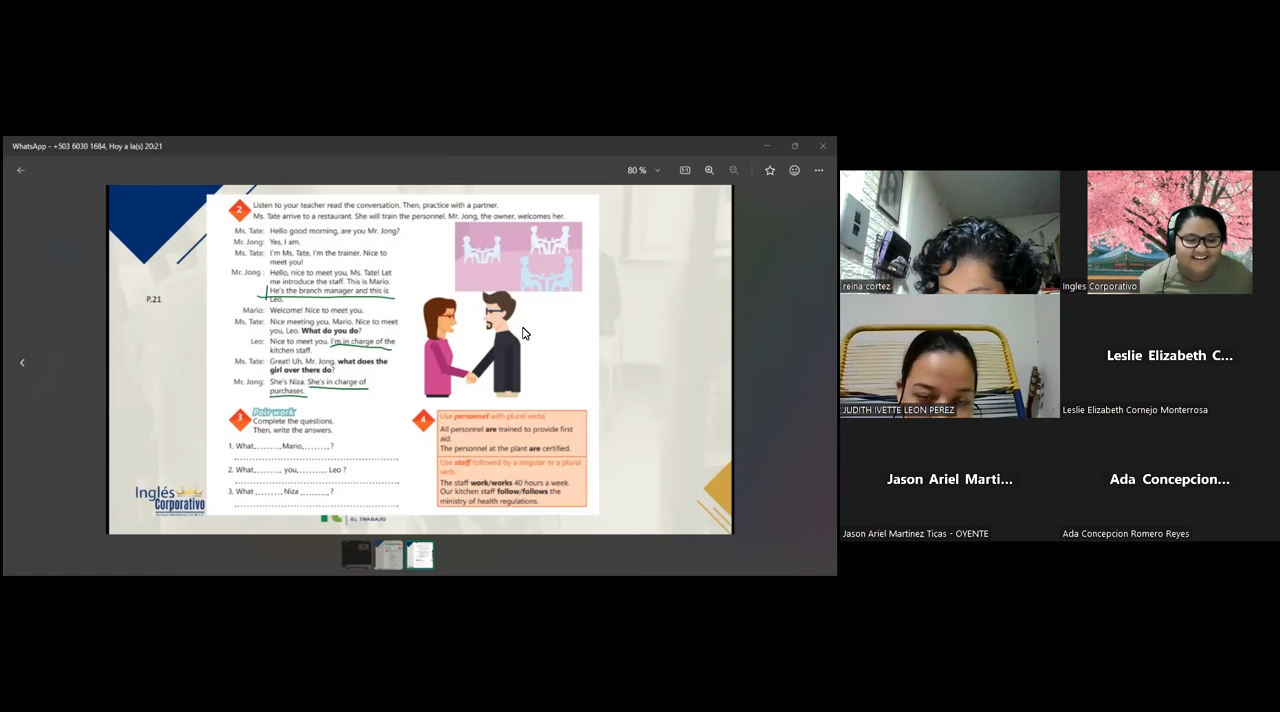 WhatsApp - +503 6030 1684, Hoy a la(s) 20:21
80 %
2
Listen to your teacher read the conversation. Then, practice with a partner.
Ms. Tate arrive to a restaurant. She will train the personnel. Mr. Jong, the owner, welcomes her.
Ms. Tate: Hello good morning, are you Mr. Jong?
Mr. Jong: Yes, I am.
Ms. Tate: I'm Ms. Tate, I'm the trainer. Nice to
meet you!
Mr. Jong : Hello, nice to meet you, Ms. Tate! Let
me introduce the staff. This is Mario.
He's the branch manager and this is
Leo.
Mario: Welcome! Nice to meet you.
Ms. Tate: Nice meeting you, Mario. Nice to meet
you, Leo. What do you do?
Leo: Nice to meet you. I'm in charge of the
kitchen staff.
Ms. Tate: Great! Uh, Mr. Jong, what does the
girl over there do?
Mr. Jong: She's Niza. She's in charge of
purchases.
P.21
3
Pair work
Complete the questions.
Then, write the answers.
1. What........, Mario,........, ?
2. What........, you,........, Leo ?
3. What ........, Niza ........, ?
4
Use personnel with plural verbs
All personnel are trained to provide first
aid.
The personnel at the plant are certified.
Use staff followed by a singular or a plural
verb.
The staff work/works 40 hours a week.
Our kitchen staff follow/follows the
ministry of health regulations.
Inglés
Corporativo
EL TRABAJO
reina cortez
Ingles Corporativo
JUDITH IVETTE LEON PEREZ
Leslie Elizabeth C...
Leslie Elizabeth Cornejo Monterrosa
Jason Ariel Marti...
Jason Ariel Martinez Ticas - OYENTE
Ada Concepcion...
Ada Concepcion Romero Reyes